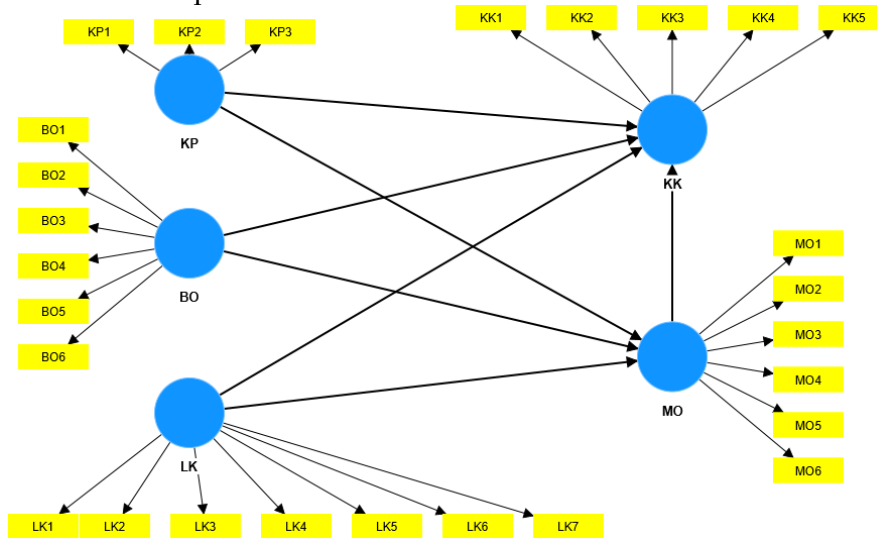 KP1 KP2 KP3
KK1 KK2 KK3 KK4 KK5
KP
KK
BO1
BO2
BO3
BO4
BO5
BO6
BO
MO1
MO2
MO3
MO4
MO5
MO6
MO
LK
LK1 LK2 LK3 LK4 LK5 LK6 LK7